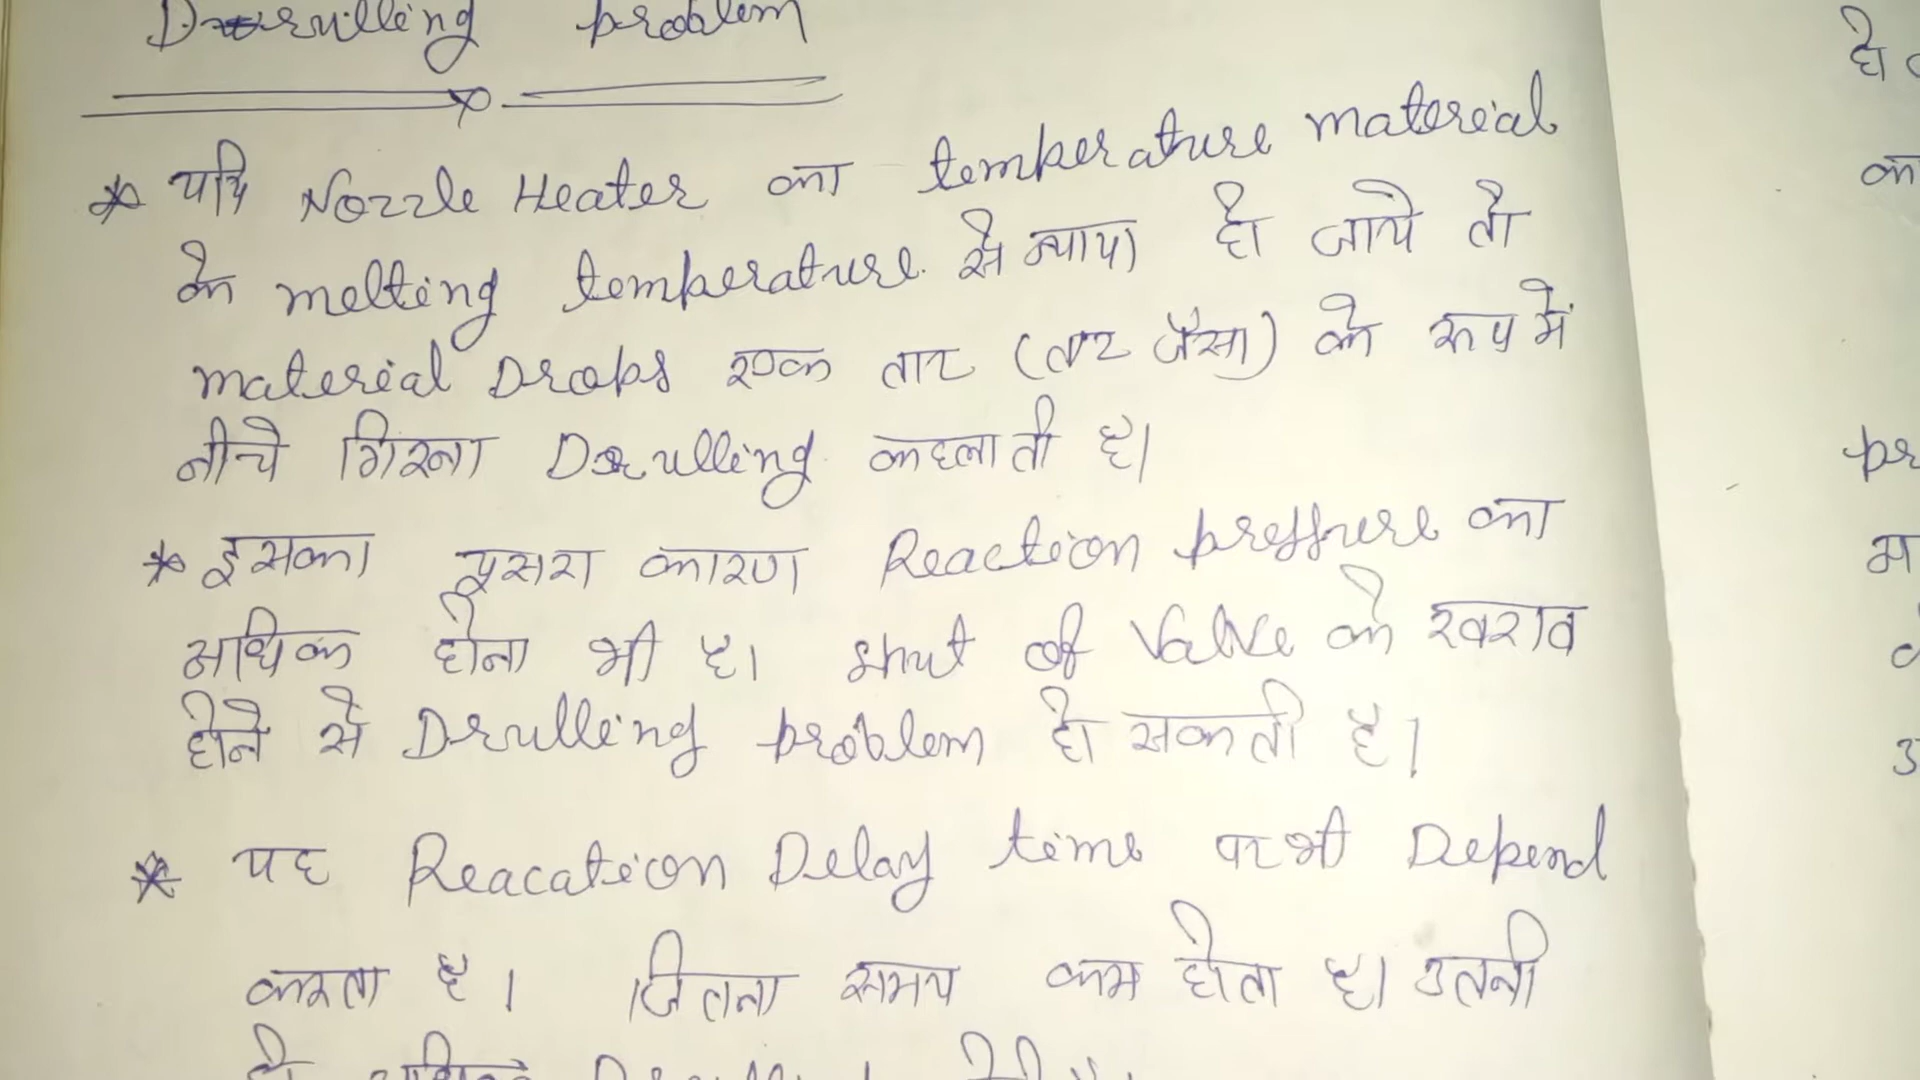 Drulling problem
* यदि Nozzle Heater का temperature material
के melting temperature से ज्यादा हो जाये तो
material Drops एक तार (तार जैसा) के रूप में
नीचे गिरना Drulling कहलाती है।
* इसका दूसरा कारण Reaction pressure का
अधिक होना भी है। shut of Valve के खराब
होने से Drulling problem हो सकती है।
* यह Reacation Delay time पर भी Depend
करता है। जितना समय कम होता है। उतनी